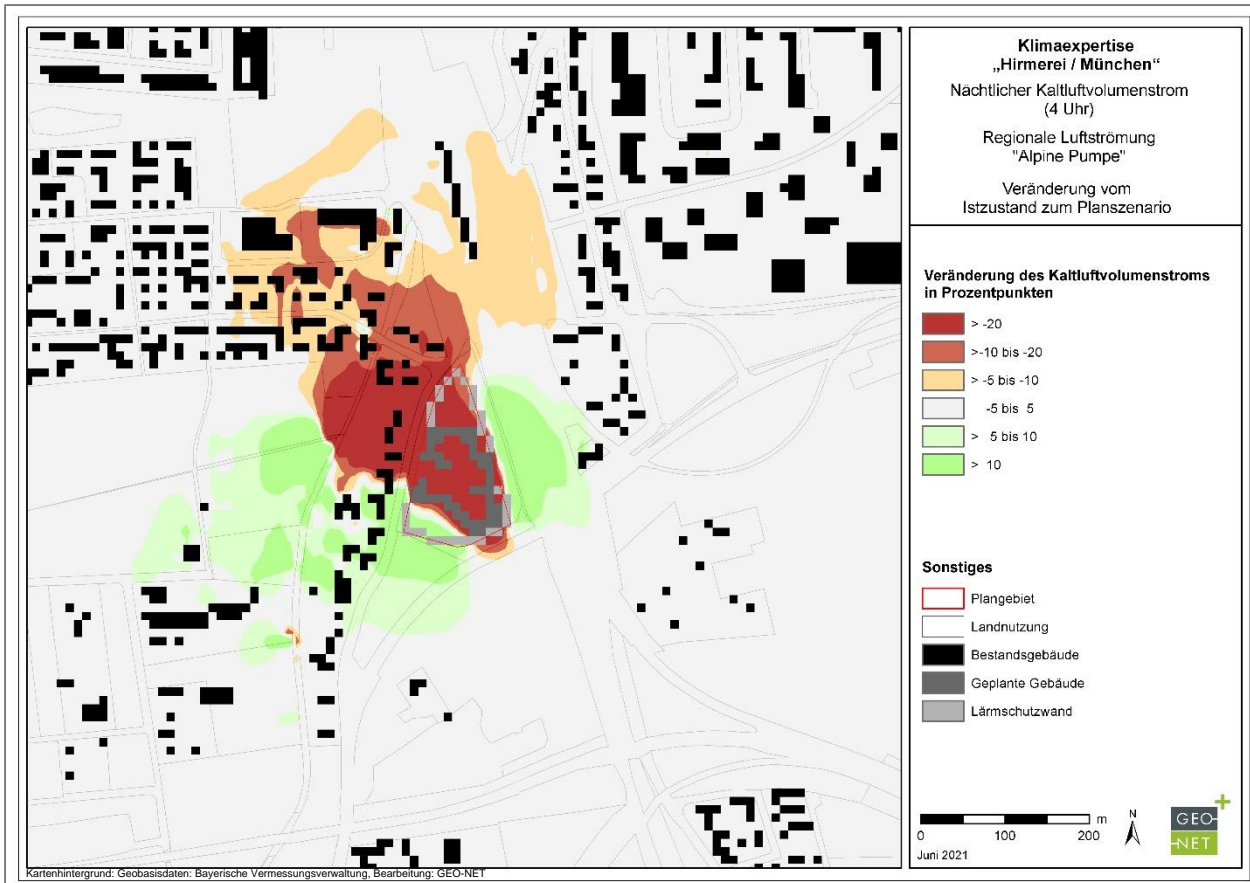 Klimaexpertise
„Hirmerei / München“
Nächtlicher Kaltluftvolumenstrom
(4 Uhr)
Regionale Luftströmung
"Alpine Pumpe"
Veränderung vom
Istzustand zum Planszenario
Veränderung des Kaltluftvolumenstroms
in Prozentpunkten
> -20
>-10 bis -20
> -5 bis -10
-5 bis 5
> 5 bis 10
> 10
Sonstiges
Plangebiet
Landnutzung
Bestandsgebäude
Geplante Gebäude
Lärmschutzwand
0 100 200 m
N
Juni 2021
GEO-
NET
Kartenhintergrund: Geobasisdaten: Bayerische Vermessungsverwaltung, Bearbeitung: GEO-NET